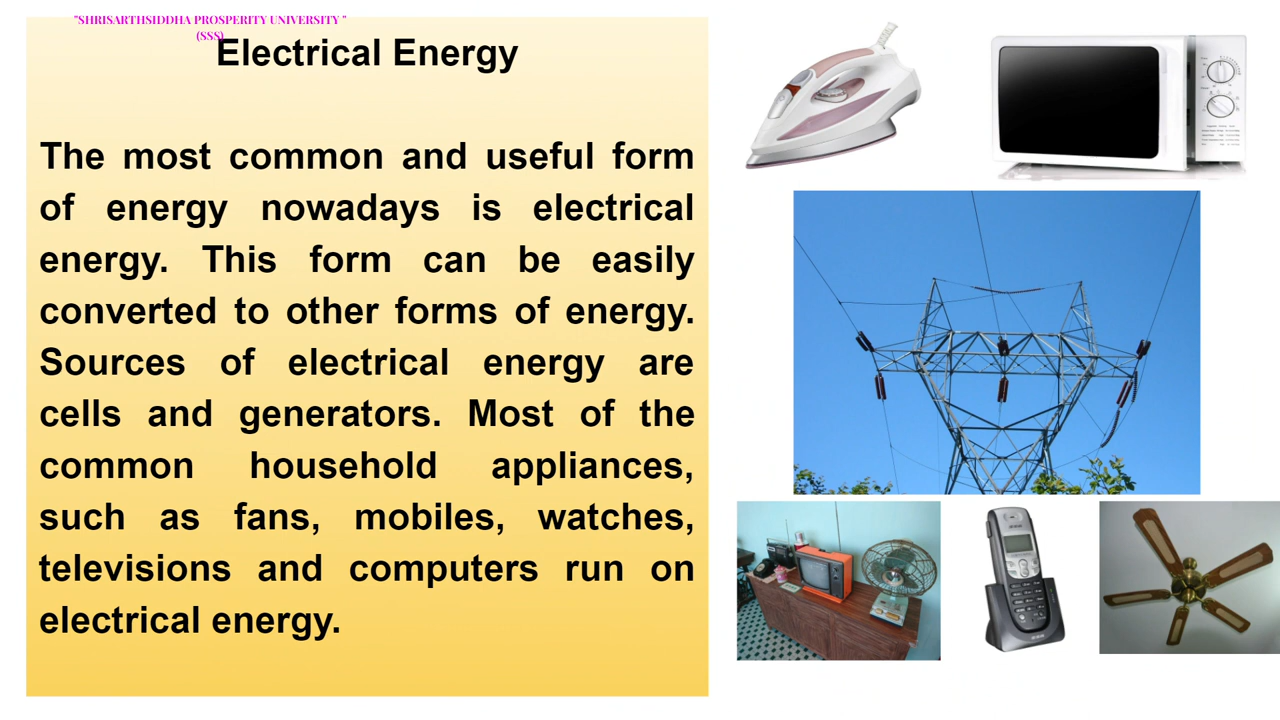 "SHRISARTHSIDDHA PROSPERITY UNIVERSITY "
(SSS)
Electrical Energy
The most common and useful form
of energy nowadays is electrical
energy. This form can be easily
converted to other forms of energy.
Sources of electrical energy are
cells and generators. Most of the
common household appliances,
such as fans, mobiles, watches,
televisions and computers run on
electrical energy.